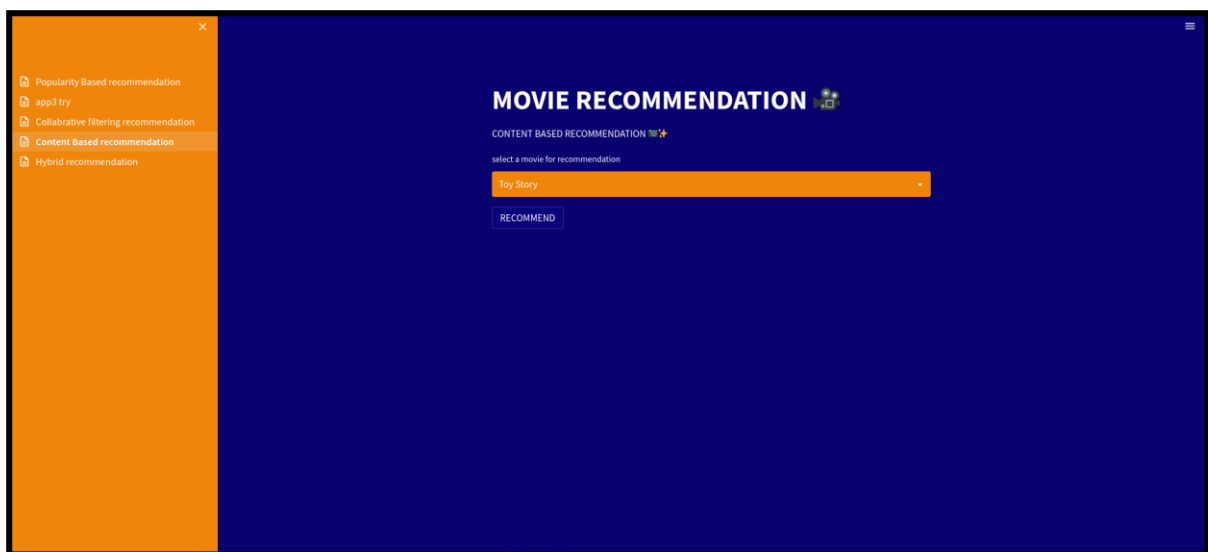 Popularity Based recommendation
app3 try
Collabrative filtering recommendation
Content Based recommendation
Hybrid recommendation
MOVIE RECOMMENDATION 🎥
CONTENT BASED RECOMMENDATION 🎫✨
select a movie for recommendation
Toy Story
RECOMMEND